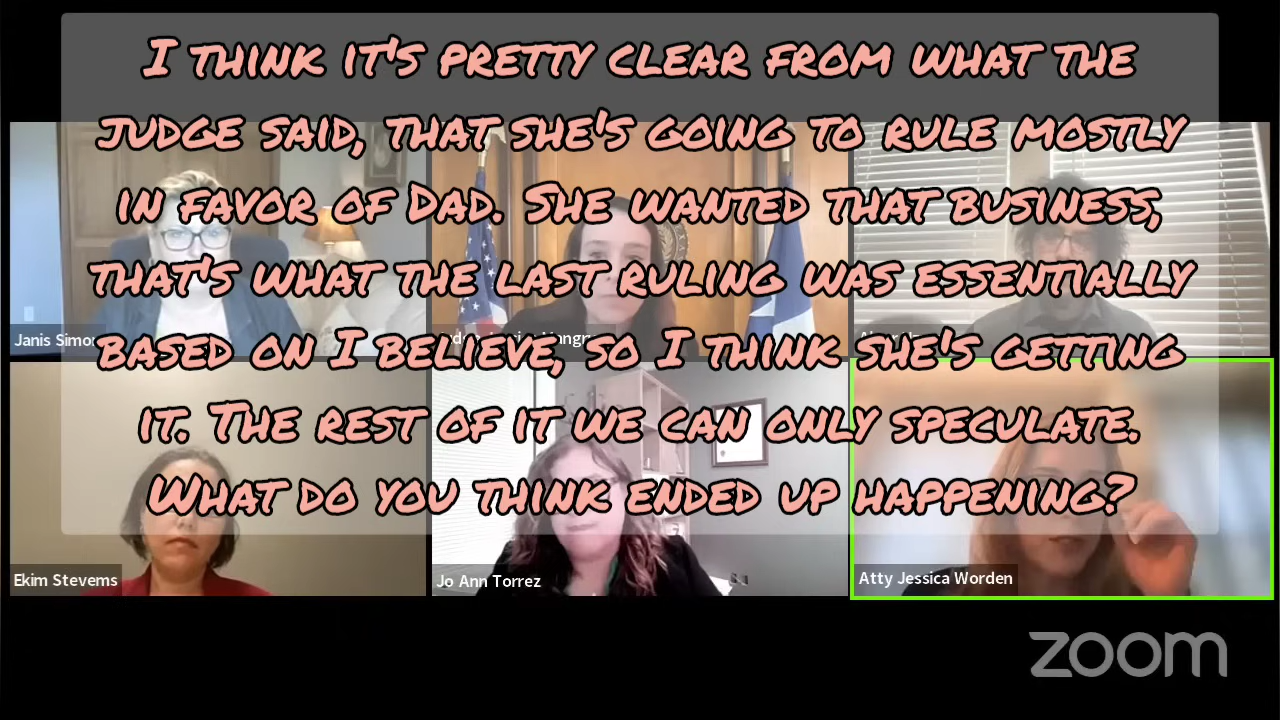 I think it's pretty clear from what the
judge said, that she's going to rule mostly
in favor of Dad. She wanted that business,
that's what the last ruling was essentially
Janis Simo
based on I believe, so I think she's getting
it. The rest of it we can only speculate.
What do you think ended up happening?
Ekim Stevems
Jo Ann Torrez
Atty Jessica Worden
zoom